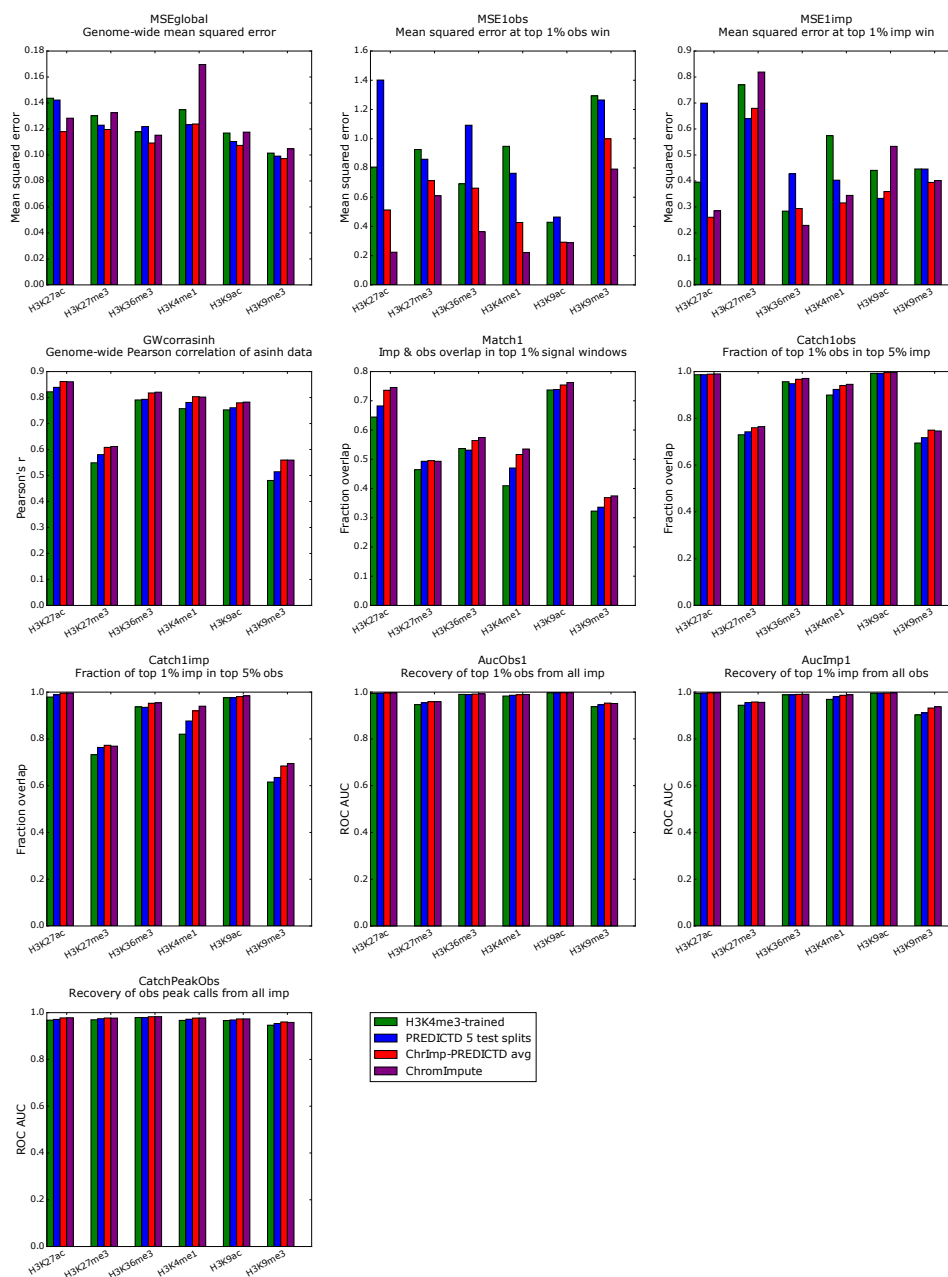 MSEglobal
Genome-wide mean squared error
Mean squared error
0.18
0.16
0.14
0.12
0.10
0.08
0.06
0.04
0.02
0.00
H3K27ac
H3K27me3
H3K36me3
H3K4me1
H3K9ac
H3K9me3
MSE1obs
Mean squared error at top 1% obs win
Mean squared error
1.6
1.4
1.2
1.0
0.8
0.6
0.4
0.2
0.0
H3K27ac
H3K27me3
H3K36me3
H3K4me1
H3K9ac
H3K9me3
MSE1imp
Mean squared error at top 1% imp win
Mean squared error
0.9
0.8
0.7
0.6
0.5
0.4
0.3
0.2
0.1
0.0
H3K27ac
H3K27me3
H3K36me3
H3K4me1
H3K9ac
H3K9me3
GWcorrasinh
Genome-wide Pearson correlation of asinh data
Pearson's r
0.9
0.8
0.7
0.6
0.5
0.4
0.3
0.2
0.1
0.0
H3K27ac
H3K27me3
H3K36me3
H3K4me1
H3K9ac
H3K9me3
Match1
Imp & obs overlap in top 1% signal windows
Fraction overlap
0.8
0.7
0.6
0.5
0.4
0.3
0.2
0.1
0.0
H3K27ac
H3K27me3
H3K36me3
H3K4me1
H3K9ac
H3K9me3
Catch1obs
Fraction of top 1% obs in top 5% imp
Fraction overlap
1.0
0.8
0.6
0.4
0.2
0.0
H3K27ac
H3K27me3
H3K36me3
H3K4me1
H3K9ac
H3K9me3
Catch1imp
Fraction of top 1% imp in top 5% obs
Fraction overlap
1.0
0.8
0.6
0.4
0.2
0.0
H3K27ac
H3K27me3
H3K36me3
H3K4me1
H3K9ac
H3K9me3
AucObs1
Recovery of top 1% obs from all imp
ROC AUC
1.0
0.8
0.6
0.4
0.2
0.0
H3K27ac
H3K27me3
H3K36me3
H3K4me1
H3K9ac
H3K9me3
AucImp1
Recovery of top 1% imp from all obs
ROC AUC
1.0
0.8
0.6
0.4
0.2
0.0
H3K27ac
H3K27me3
H3K36me3
H3K4me1
H3K9ac
H3K9me3
CatchPeakObs
Recovery of obs peak calls from all imp
ROC AUC
1.0
0.8
0.6
0.4
0.2
0.0
H3K27ac
H3K27me3
H3K36me3
H3K4me1
H3K9ac
H3K9me3
H3K4me3-trained
PREDICTD 5 test splits
ChrImp-PREDICTD avg
ChromImpute